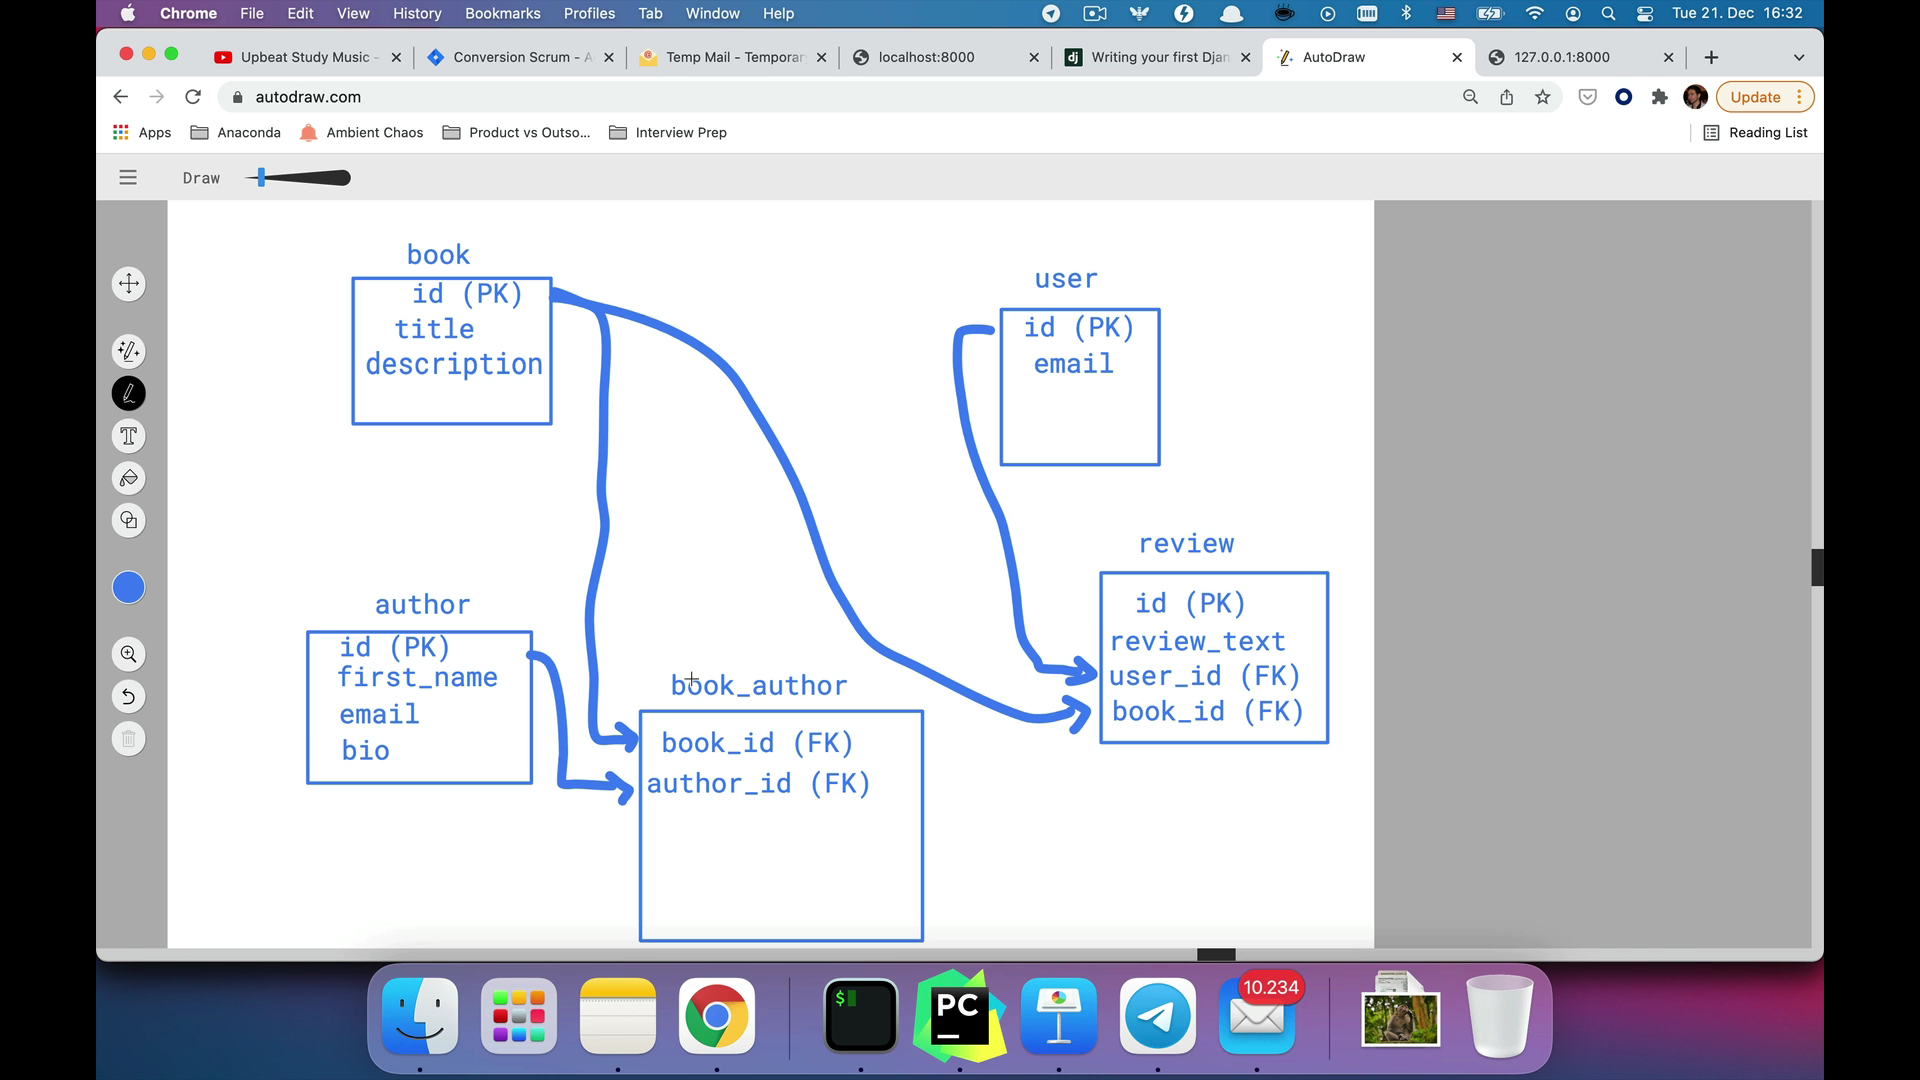 Chrome File Edit View History Bookmarks Profiles Tab Window Help Tue 21. Dec 16:32
Upbeat Study Music - Conversion Scrum - A Temp Mail - Temporar localhost:8000 Writing your first Djan AutoDraw 127.0.0.1:8000
autodraw.com Update
Apps Anaconda Ambient Chaos Product vs Outso... Interview Prep Reading List
Draw
book
id (PK)
title
description
user
id (PK)
email
author
id (PK)
first_name
email
bio
book_author
book_id (FK)
author_id (FK)
review
id (PK)
review_text
user_id (FK)
book_id (FK)
$
PC
10.234